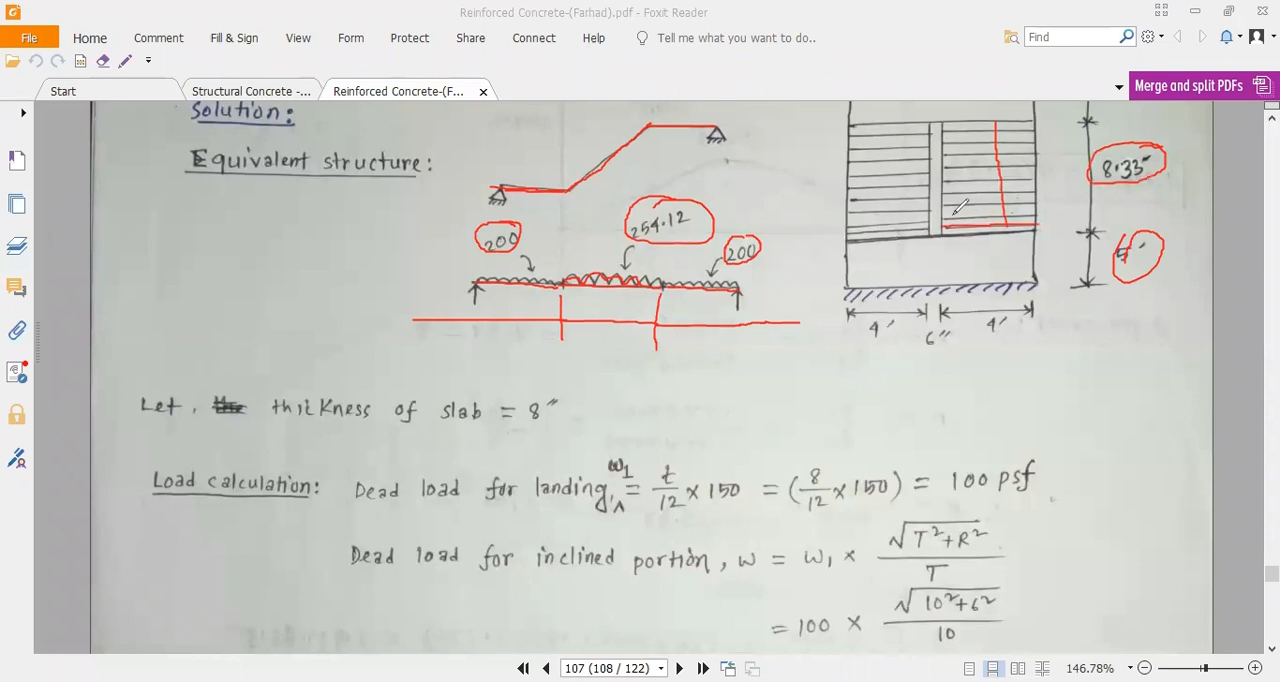 Reinforced Concrete-(Farhad).pdf - Foxit Reader
File Home Comment Fill & Sign View Form Protect Share Connect Help Tell me what you want to do.. Find
Start Structural Concrete -... Reinforced Concrete-(F... Merge and split PDFs
Solution:
Equivalent structure:
200 254.12 200
8.33"
5'
4' 6" 4'
Let, thickness of slab = 8"
Load calculation: Dead load for landing, w1 = t/12 × 150 = (8/12 × 150) = 100 psf
Dead load for inclined portion, w = w1 × √T²+R² / T
= 100 × √10²+6² / 10
107 (108 / 122) 146.78%